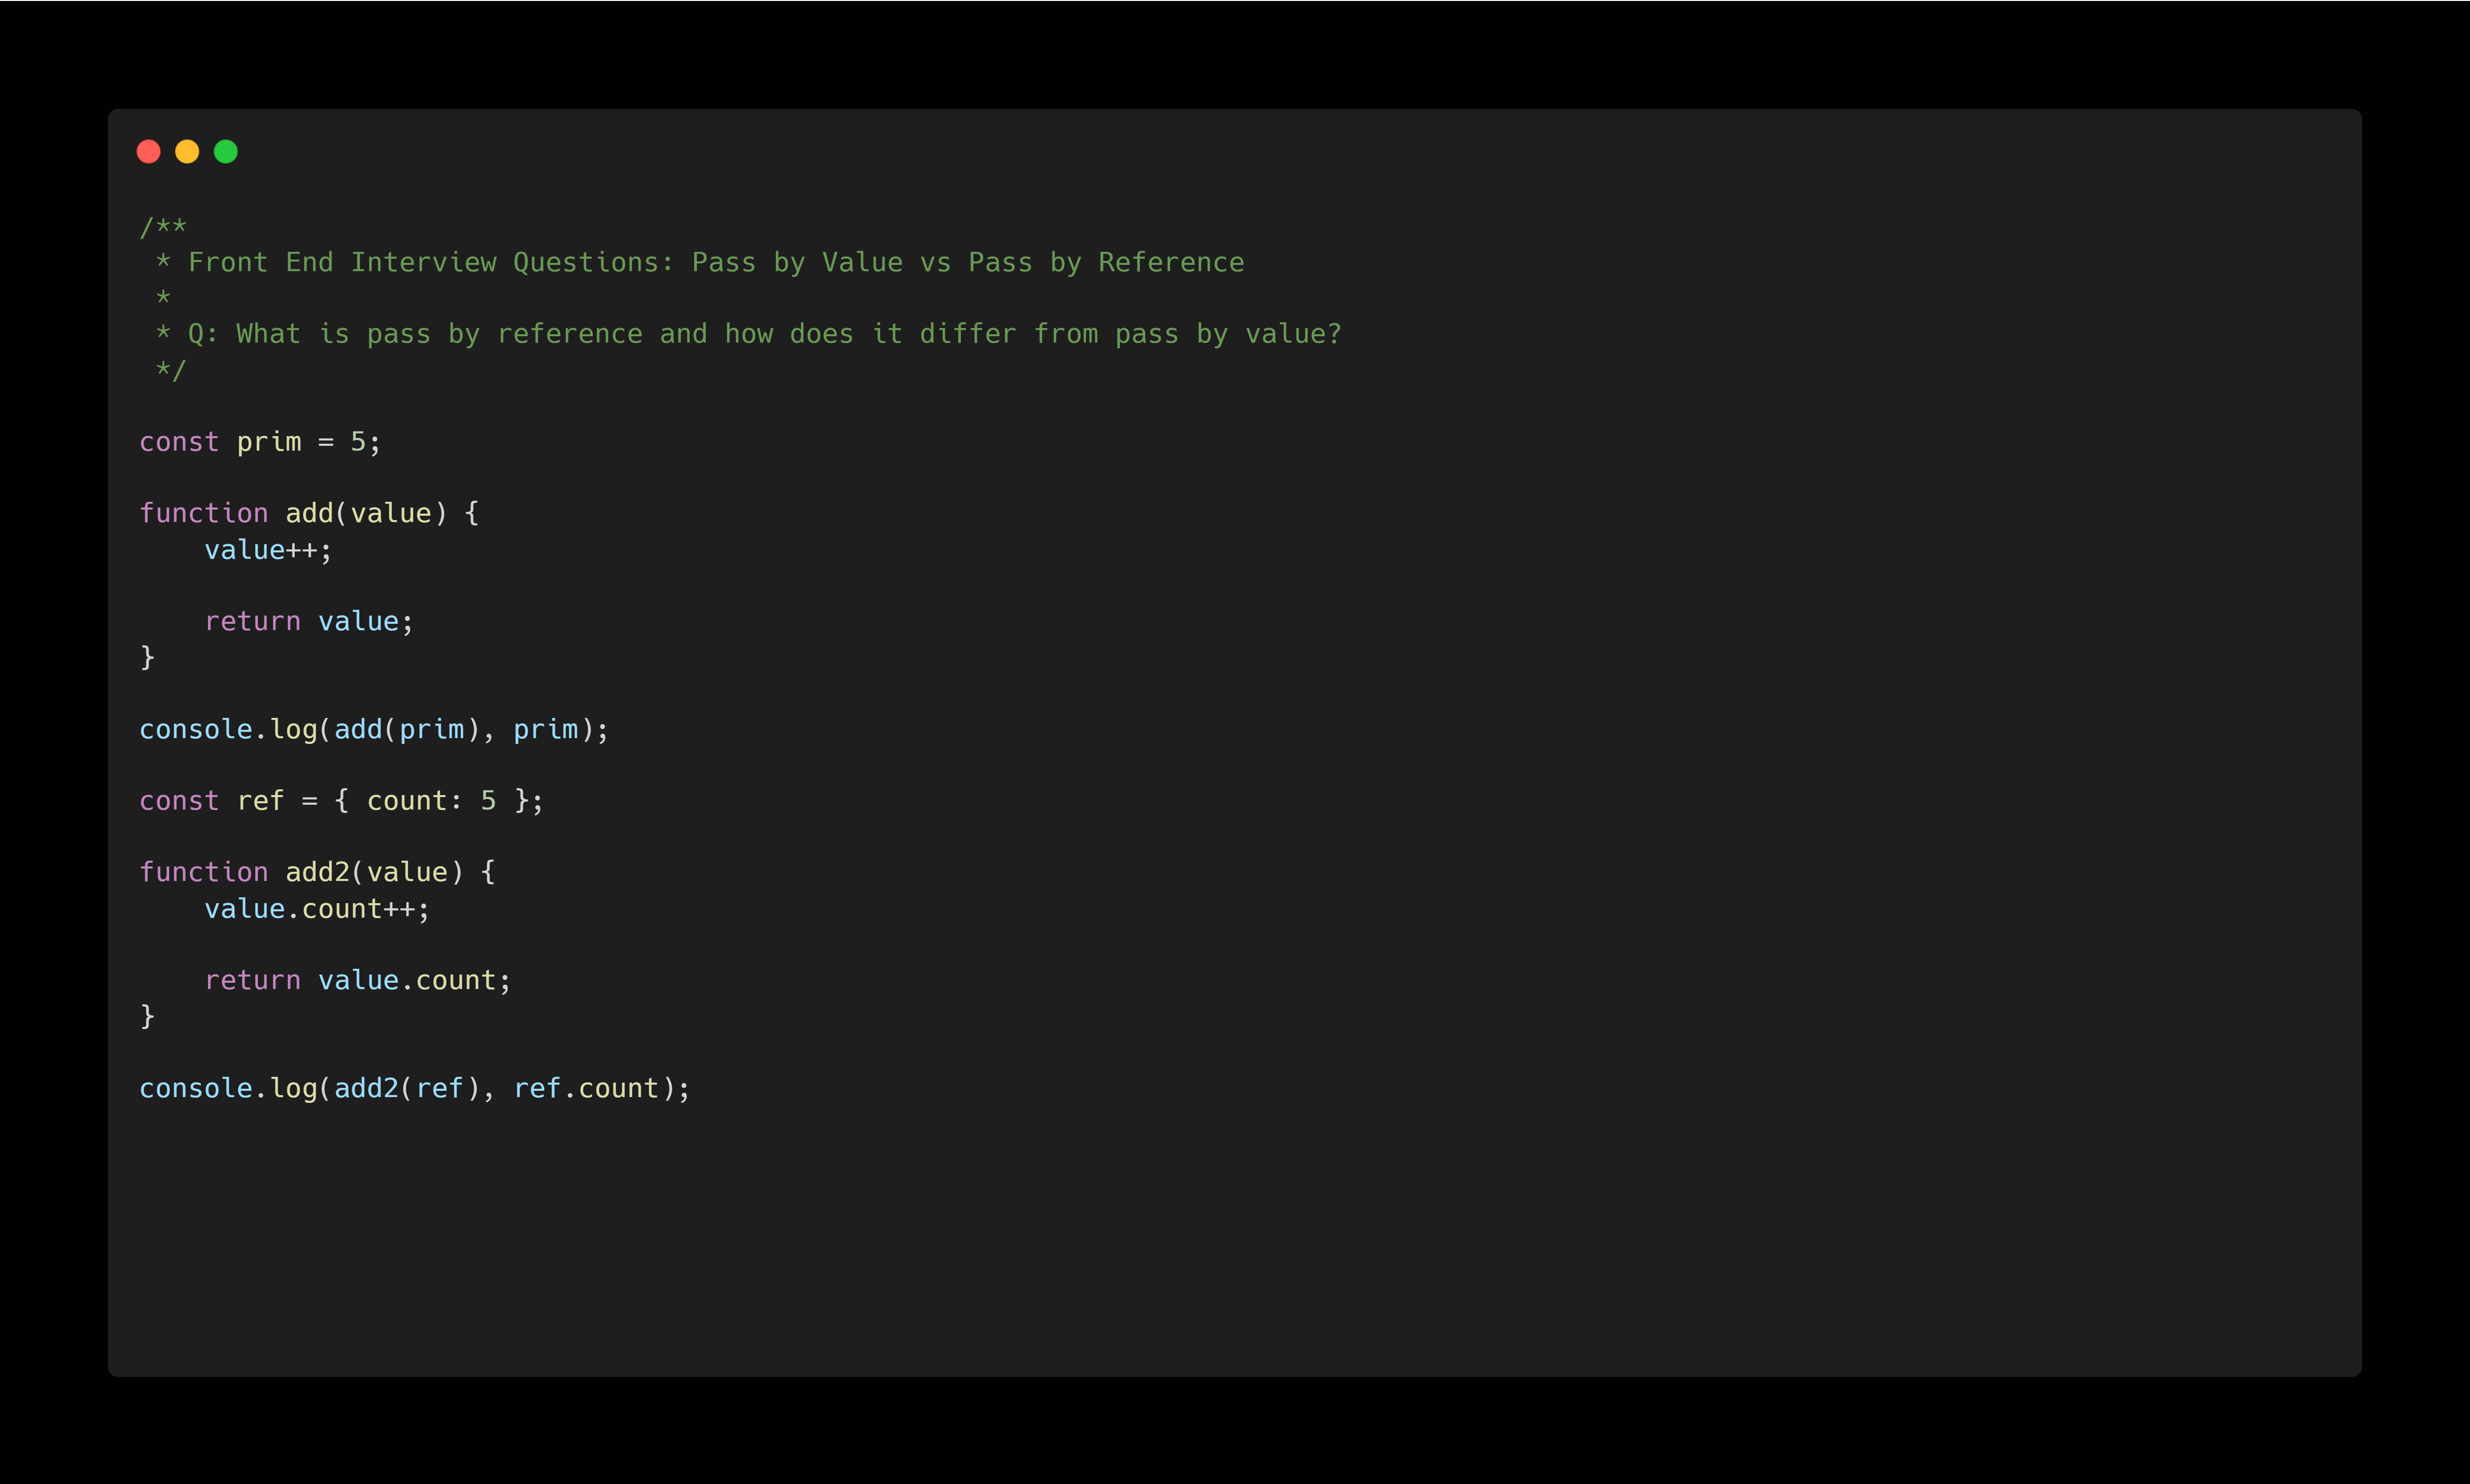 /**
 * Front End Interview Questions: Pass by Value vs Pass by Reference
 *
 * Q: What is pass by reference and how does it differ from pass by value?
 */
const prim = 5;
function add(value) {
    value++;
    return value;
}
console.log(add(prim), prim);
const ref = { count: 5 };
function add2(value) {
    value.count++;
    return value.count;
}
console.log(add2(ref), ref.count);